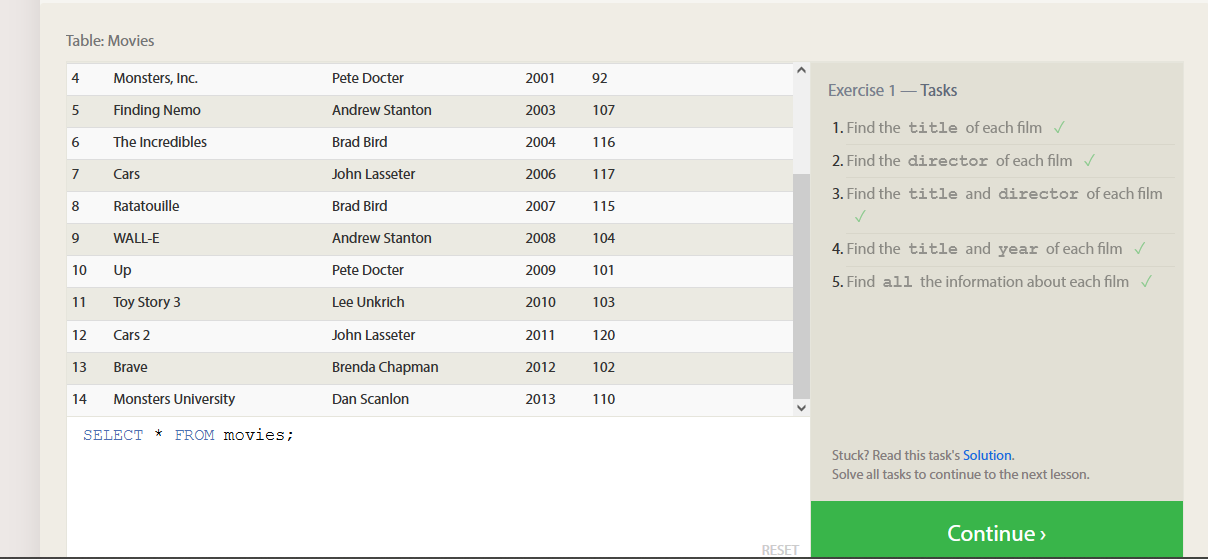 Table: Movies
4 Monsters, Inc. Pete Docter 2001 92
5 Finding Nemo Andrew Stanton 2003 107
6 The Incredibles Brad Bird 2004 116
7 Cars John Lasseter 2006 117
8 Ratatouille Brad Bird 2007 115
9 WALL-E Andrew Stanton 2008 104
10 Up Pete Docter 2009 101
11 Toy Story 3 Lee Unkrich 2010 103
12 Cars 2 John Lasseter 2011 120
13 Brave Brenda Chapman 2012 102
14 Monsters University Dan Scanlon 2013 110
SELECT * FROM movies;
RESET
Exercise 1 — Tasks
1. Find the title of each film ✓
2. Find the director of each film ✓
3. Find the title and director of each film
✓
4. Find the title and year of each film ✓
5. Find all the information about each film ✓
Stuck? Read this task's Solution.
Solve all tasks to continue to the next lesson.
Continue ›